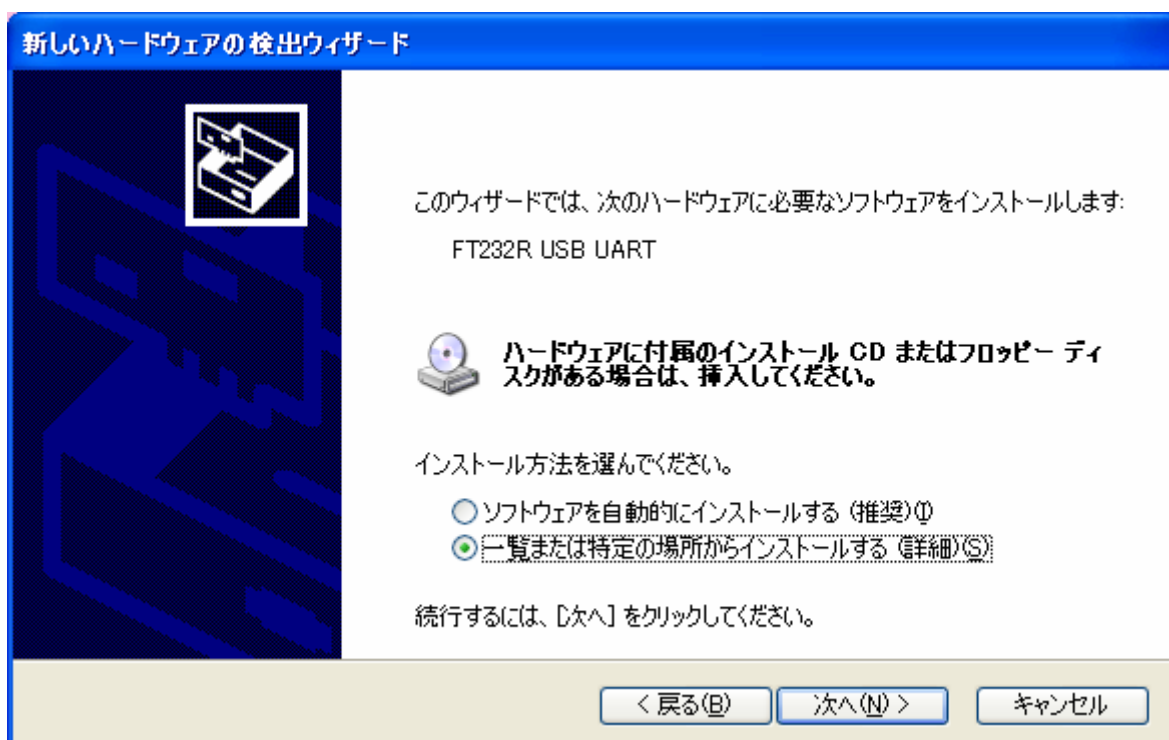 新しいハードウェアの検出ウィザード
このウィザードでは、次のハードウェアに必要なソフトウェアをインストールします:
FT232R USB UART
ハードウェアに付属のインストール CD またはフロッピー ディ
スクがある場合は、挿入してください。
インストール方法を選んでください。
ソフトウェアを自動的にインストールする (推奨)(I)
一覧または特定の場所からインストールする (詳細)(S)
続行するには、[次へ] をクリックしてください。
< 戻る(B)
次へ(N) >
キャンセル